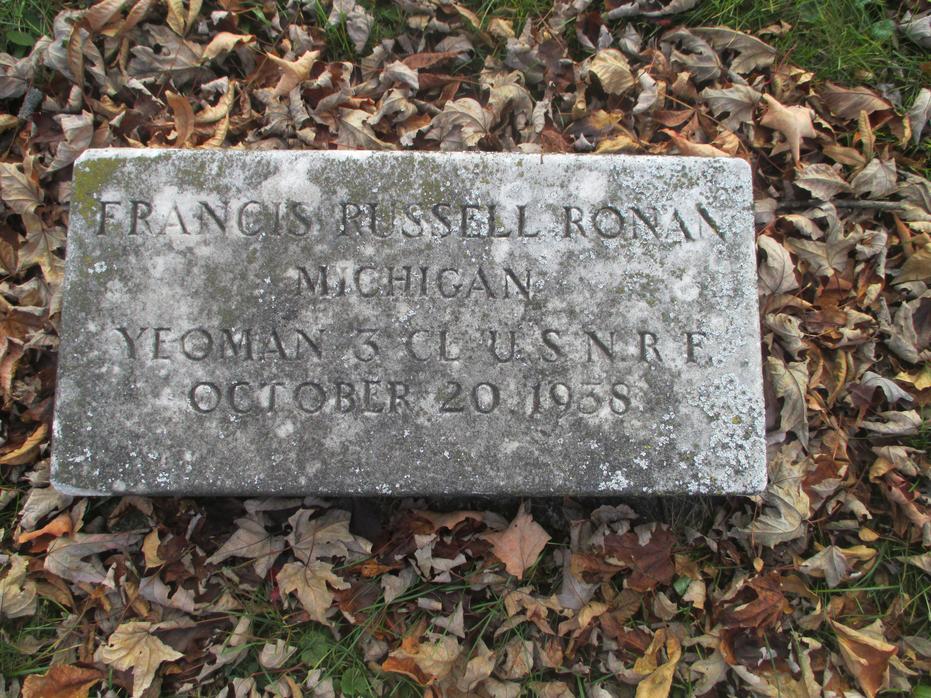 FRANCIS RUSSELL RONAN
MICHIGAN
YEOMAN 3 CL U.S.N.R.F.
OCTOBER 20 1938